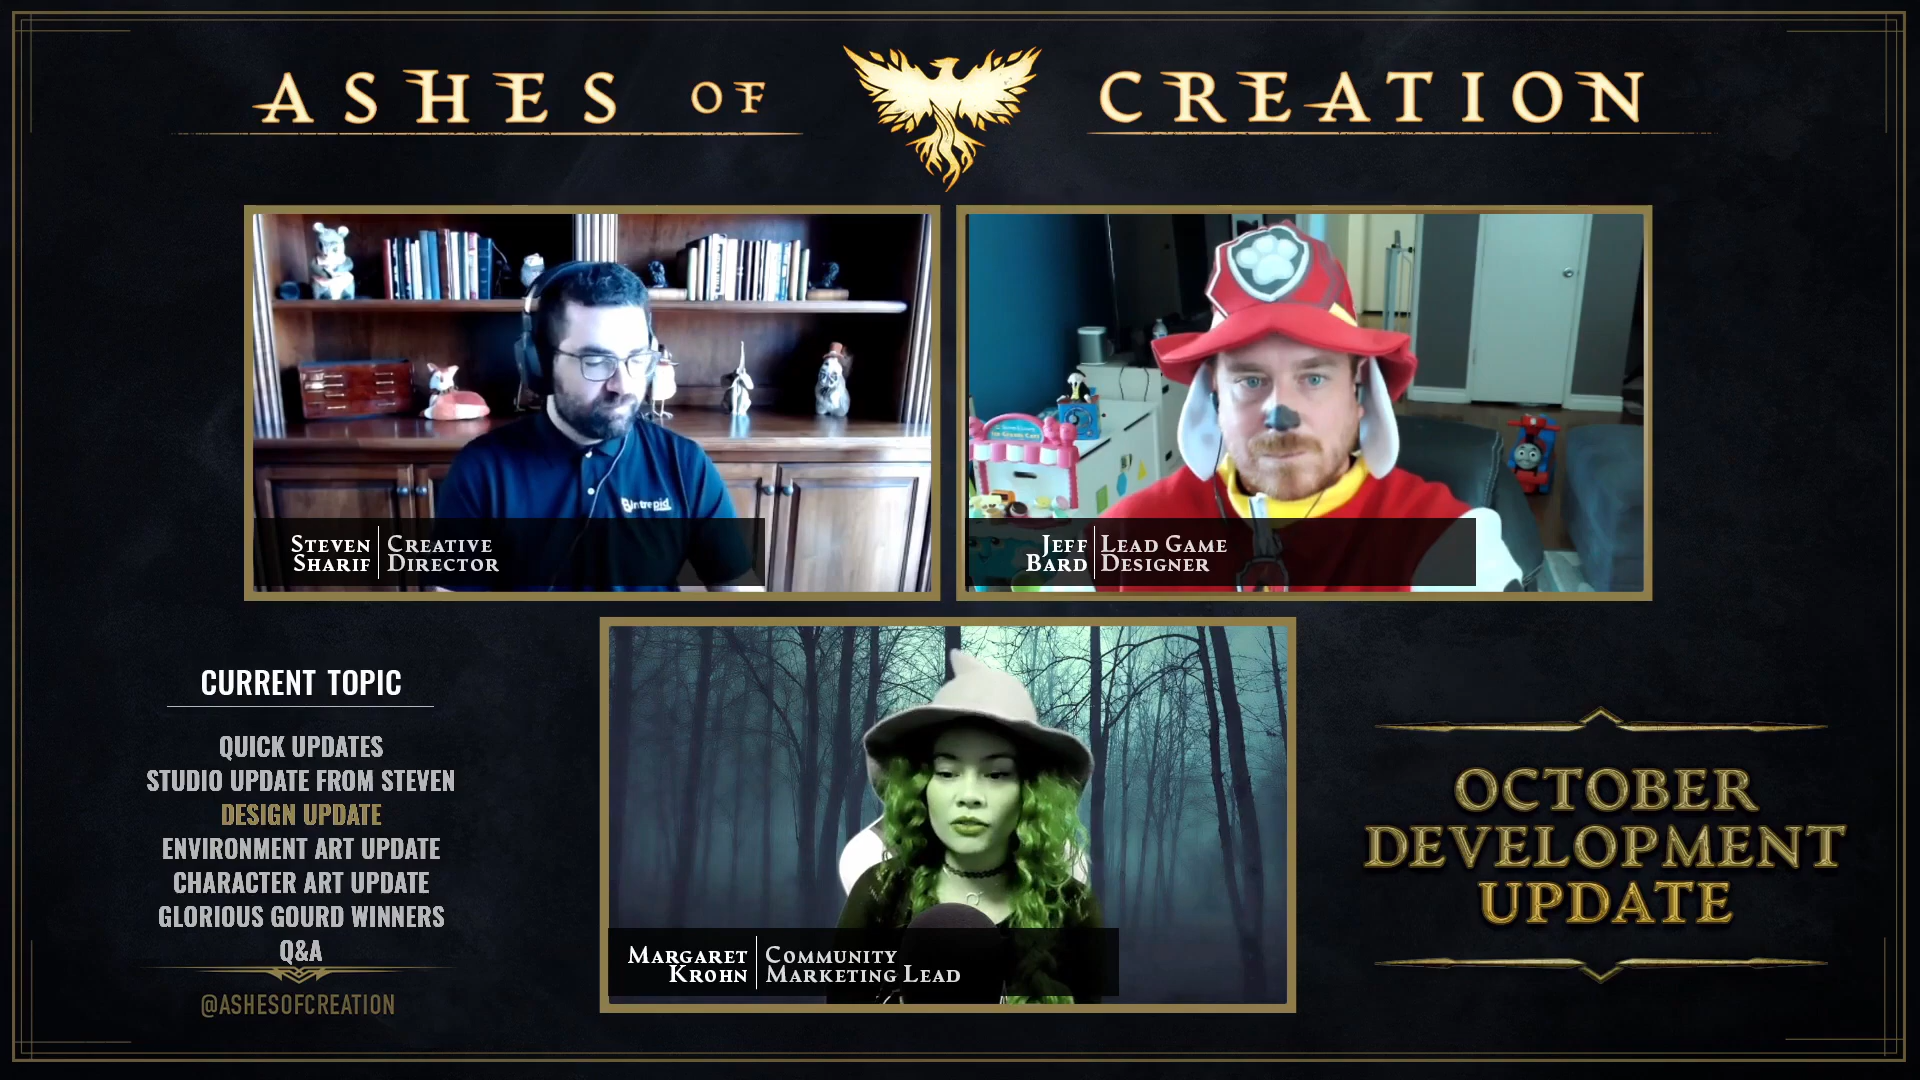 ASHES OF CREATION
Intrepid
STEVEN SHARIF
CREATIVE DIRECTOR
JEFF BARD
LEAD GAME DESIGNER
CURRENT TOPIC
QUICK UPDATES
STUDIO UPDATE FROM STEVEN
DESIGN UPDATE
ENVIRONMENT ART UPDATE
CHARACTER ART UPDATE
GLORIOUS GOURD WINNERS
Q&A
@ASHESOFCREATION
MARGARET KROHN
COMMUNITY MARKETING LEAD
OCTOBER
DEVELOPMENT
UPDATE